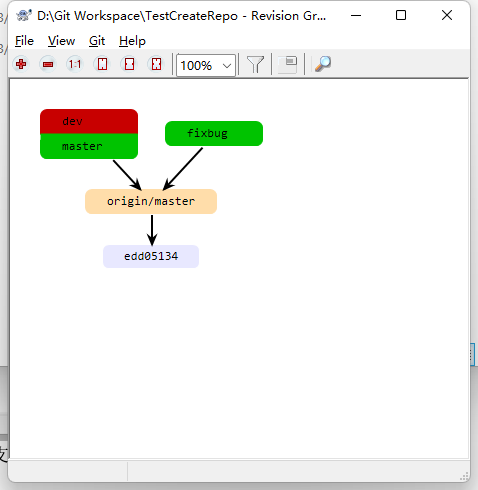 D:\Git Workspace\TestCreateRepo - Revision Gr...
File View Git Help
1:1 100%
dev
master
fixbug
origin/master
edd05134